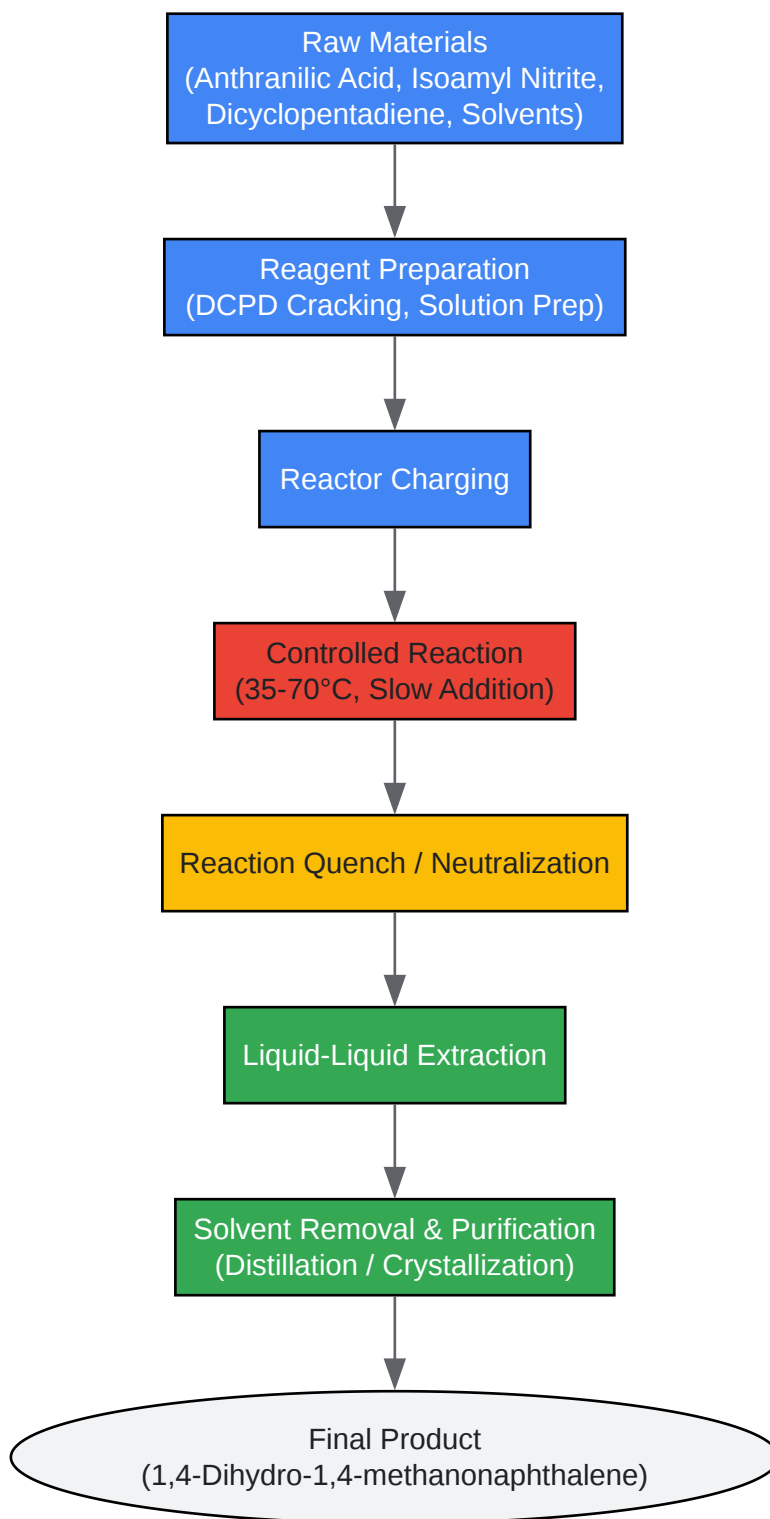 Raw Materials
(Anthranilic Acid, Isoamyl Nitrite,
Dicyclopentadiene, Solvents)
Reagent Preparation
(DCPD Cracking, Solution Prep)
Reactor Charging
Controlled Reaction
(35-70°C, Slow Addition)
Reaction Quench / Neutralization
Liquid-Liquid Extraction
Solvent Removal & Purification
(Distillation / Crystallization)
Final Product
(1,4-Dihydro-1,4-methanonaphthalene)